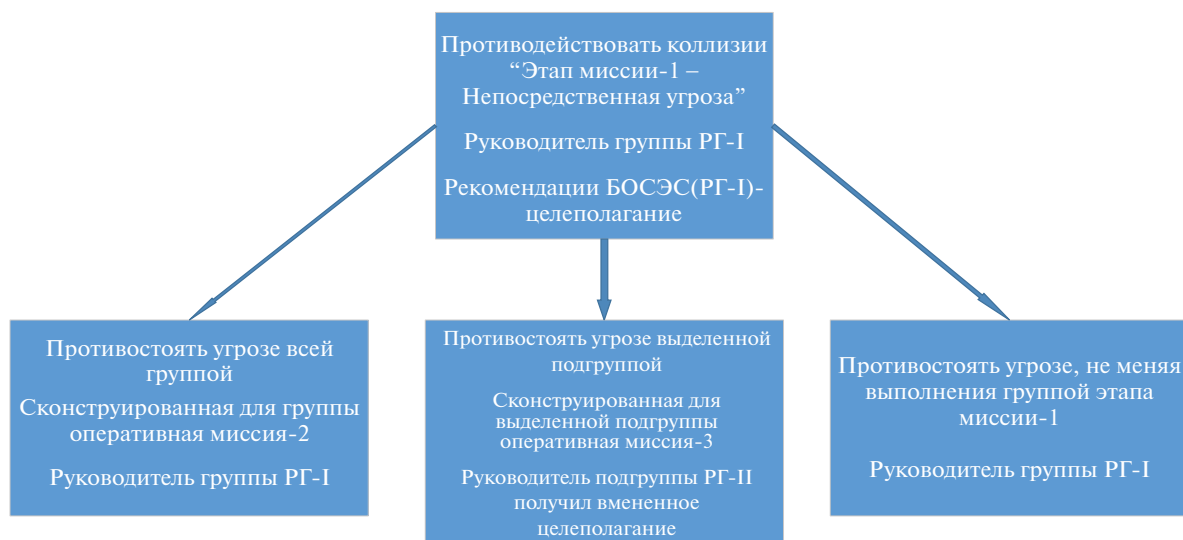 Противодействовать коллизии
“Этап миссии-1 –
Непосредственная угроза”
Руководитель группы РГ-I
Рекомендации БОСЭС(РГ-I)-
целеполагание
Противостоять угрозе всей
группой
Сконструированная для группы
оперативная миссия-2
Руководитель группы РГ-I
Противостоять угрозе выделенной
подгруппой
Сконструированная для
выделенной подгруппы
оперативная миссия-3
Руководитель подгруппы РГ-II
получил вмененное
целеполагание
Противостоять угрозе, не меняя
выполнения группой этапа
миссии-1
Руководитель группы РГ-I